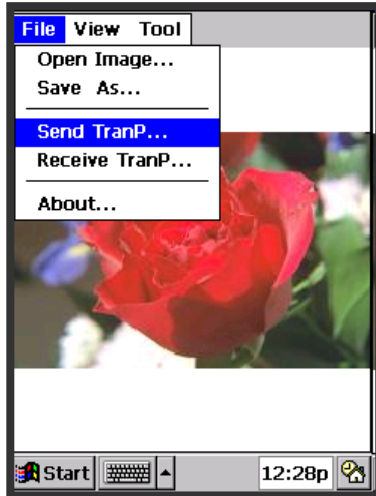 File View Tool
Open Image...
Save As...
Send TranP...
Receive TranP...
About...
Start 12:28p